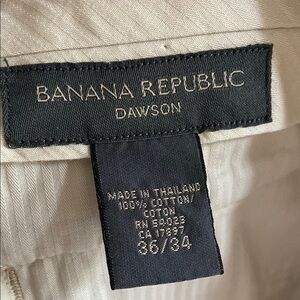 BANANA REPUBLIC
DAWSON
MADE IN THAILAND
100% COTTON/
COTON
RN 54023
CA 17897
36/34